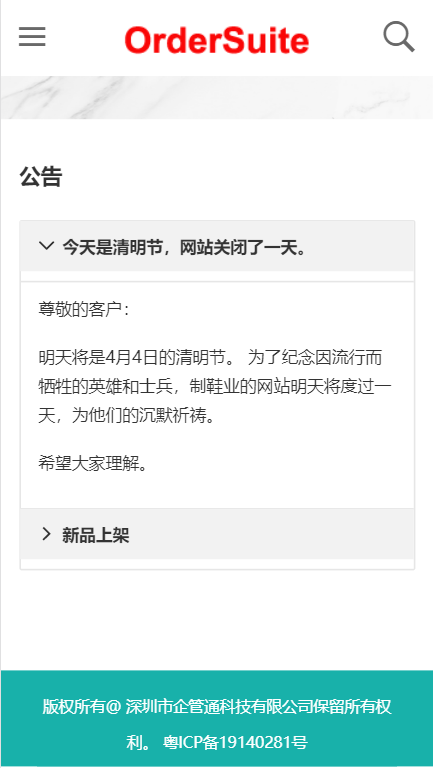 OrderSuite
公告
今天是清明节，网站关闭了一天。
尊敬的客户：
明天将是4月4日的清明节。 为了纪念因流行而
牺牲的英雄和士兵，制鞋业的网站明天将度过一
天，为他们的沉默祈祷。
希望大家理解。
新品上架
版权所有@ 深圳市企管通科技有限公司保留所有权
利。 粤ICP备19140281号